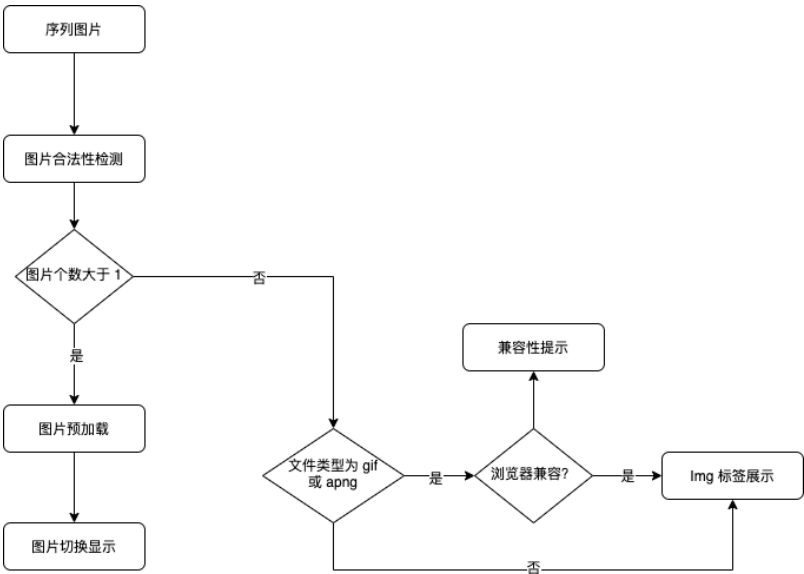 序列图片
图片合法性检测
图片个数大于 1
否
是
兼容性提示
图片预加载
文件类型为 gif
或 apng
是
浏览器兼容?
是
Img 标签展示
图片切换显示
否